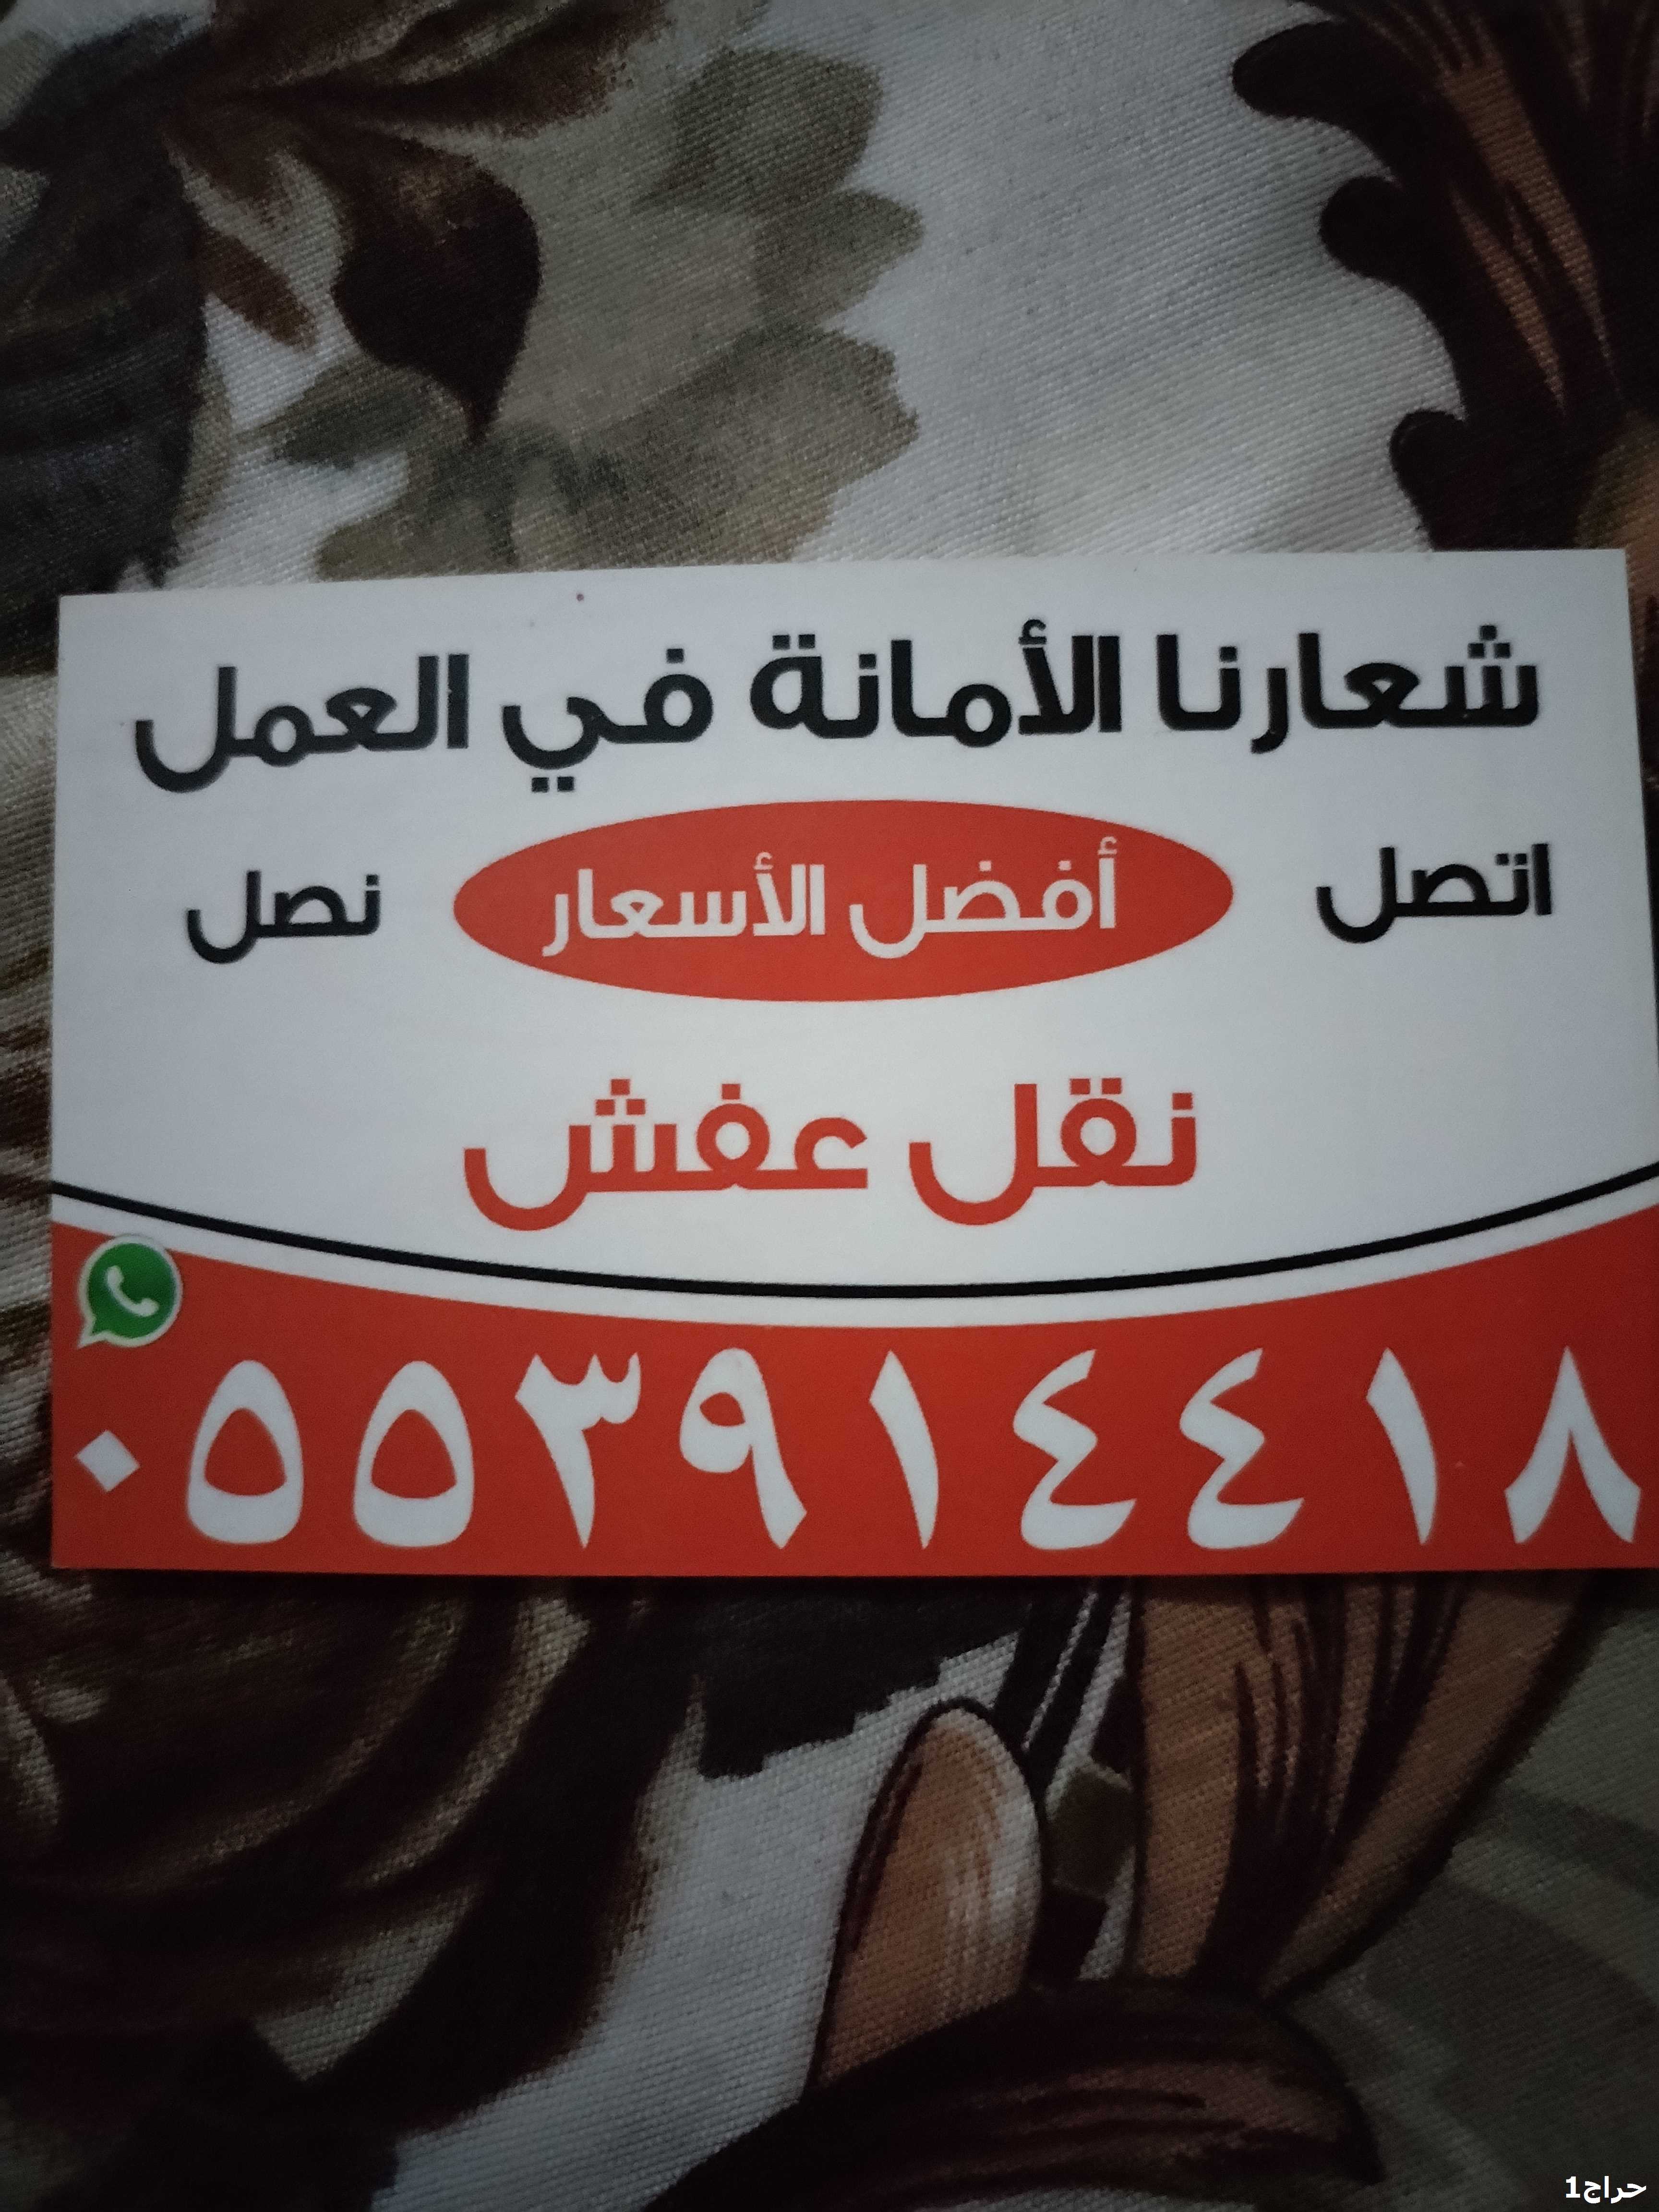 شعارنا الأمانة في العمل
اتصل أفضل الأسعار نصل
نقل عفش
٠٥٥٣٩١٤٤١٨
حراج1